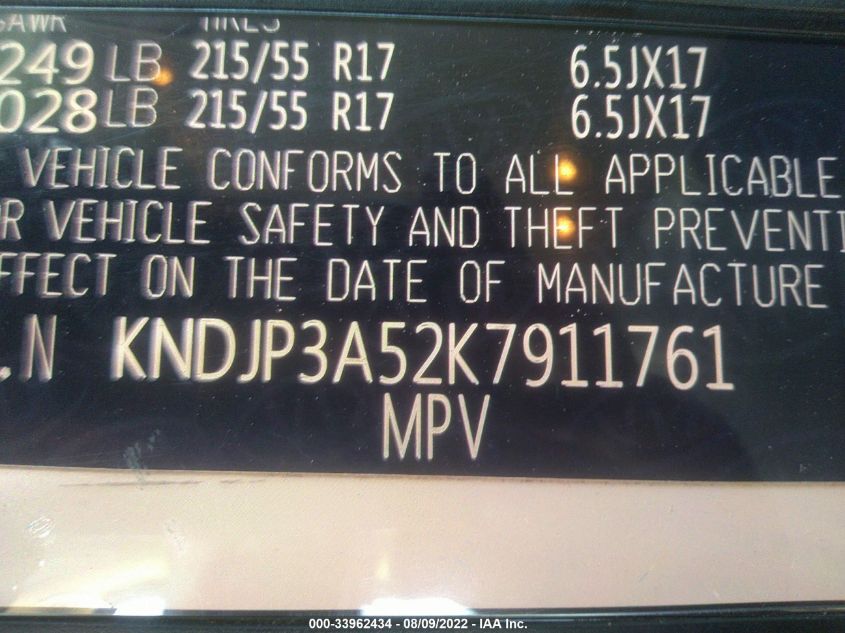 GAWR TIRES
249 LB 215/55 R17 6.5JX17
028 LB 215/55 R17 6.5JX17
VEHICLE CONFORMS TO ALL APPLICABLE
R VEHICLE SAFETY AND THEFT PREVENTI
FFECT ON THE DATE OF MANUFACTURE
.N KNDJP3A52K7911761
MPV
000-33962434 - 08/09/2022 - IAA Inc.